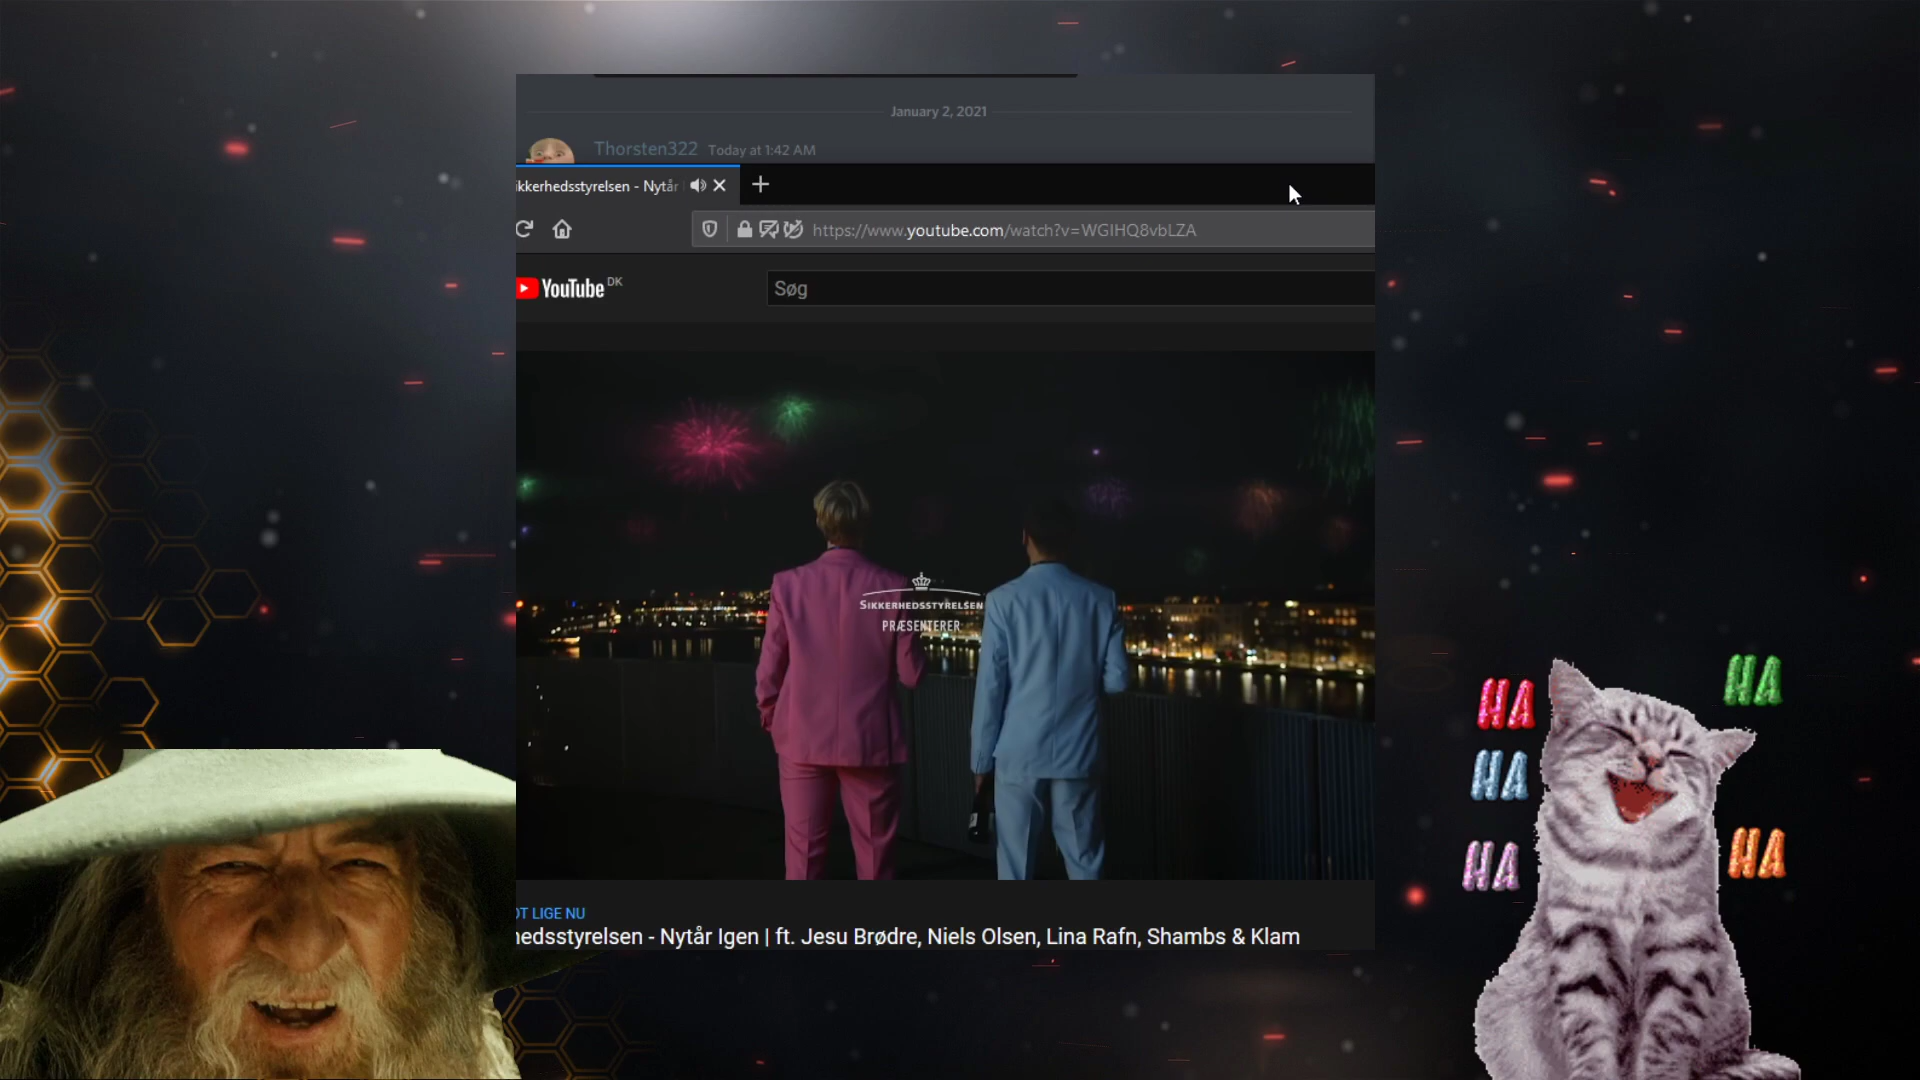 January 2, 2021
Thorsten322 Today at 1:42 AM
ikkerhedsstyrelsen - Nytår
https://www.youtube.com/watch?v=WGIHQ8vbLZA
YouTube DK
Søg
SIKKERHEDSSTYRELSEN
PRÆSENTERER
HA
HA
HA
HA
HA
OT LIGE NU
hedsstyrelsen - Nytår Igen | ft. Jesu Brødre, Niels Olsen, Lina Rafn, Shambs & Klam